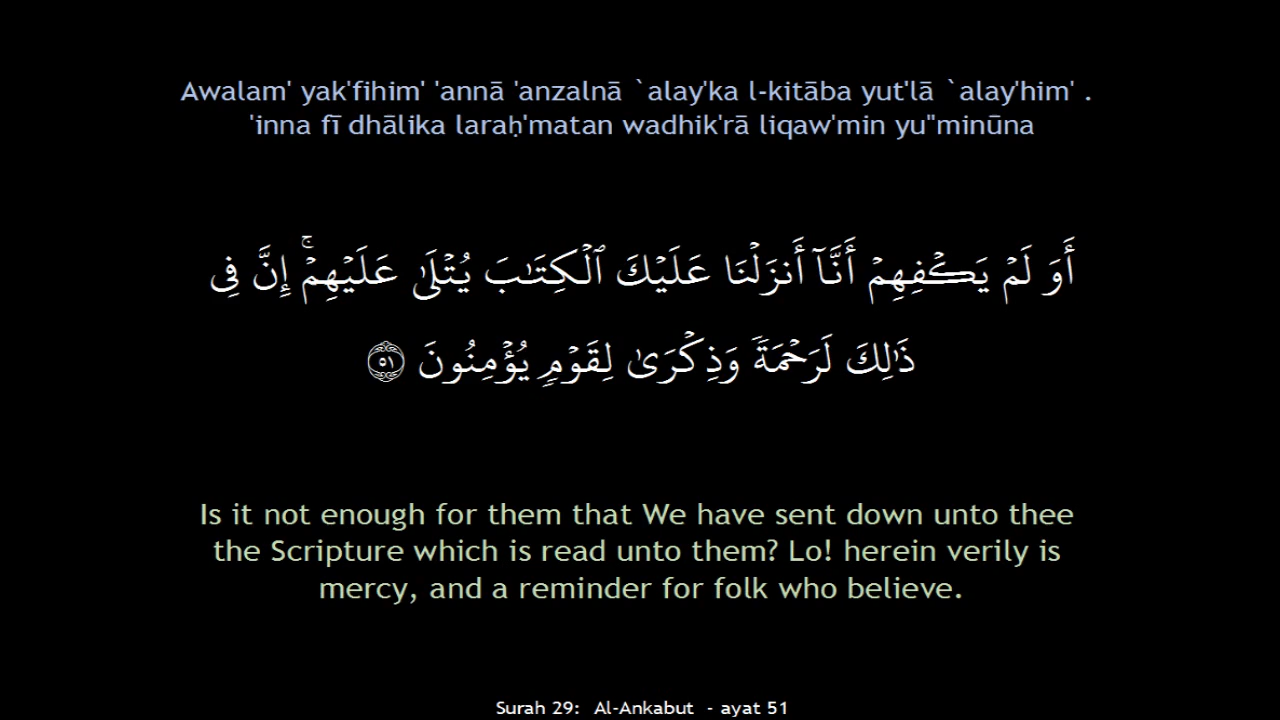 Awalam' yak'fihim' 'annā 'anzalnā `alay'ka l-kitāba yut'lā `alay'him' .
'inna fī dhālika laraḥ'matan wadhik'rā liqaw'min yu"minūna
أَوَ لَمۡ يَكۡفِهِمۡ أَنَّآ أَنزَلۡنَا عَلَيۡكَ ٱلۡكِتَـٰبَ يُتۡلَىٰ عَلَيۡهِمۡۚ إِنَّ فِى
ذَٲلِكَ لَرَحۡمَةً۬ وَذِڪۡرَىٰ لِقَوۡمٍ۬ يُؤۡمِنُونَ ۝٥١
Is it not enough for them that We have sent down unto thee
the Scripture which is read unto them? Lo! herein verily is
mercy, and a reminder for folk who believe.
Surah 29: Al-Ankabut - ayat 51